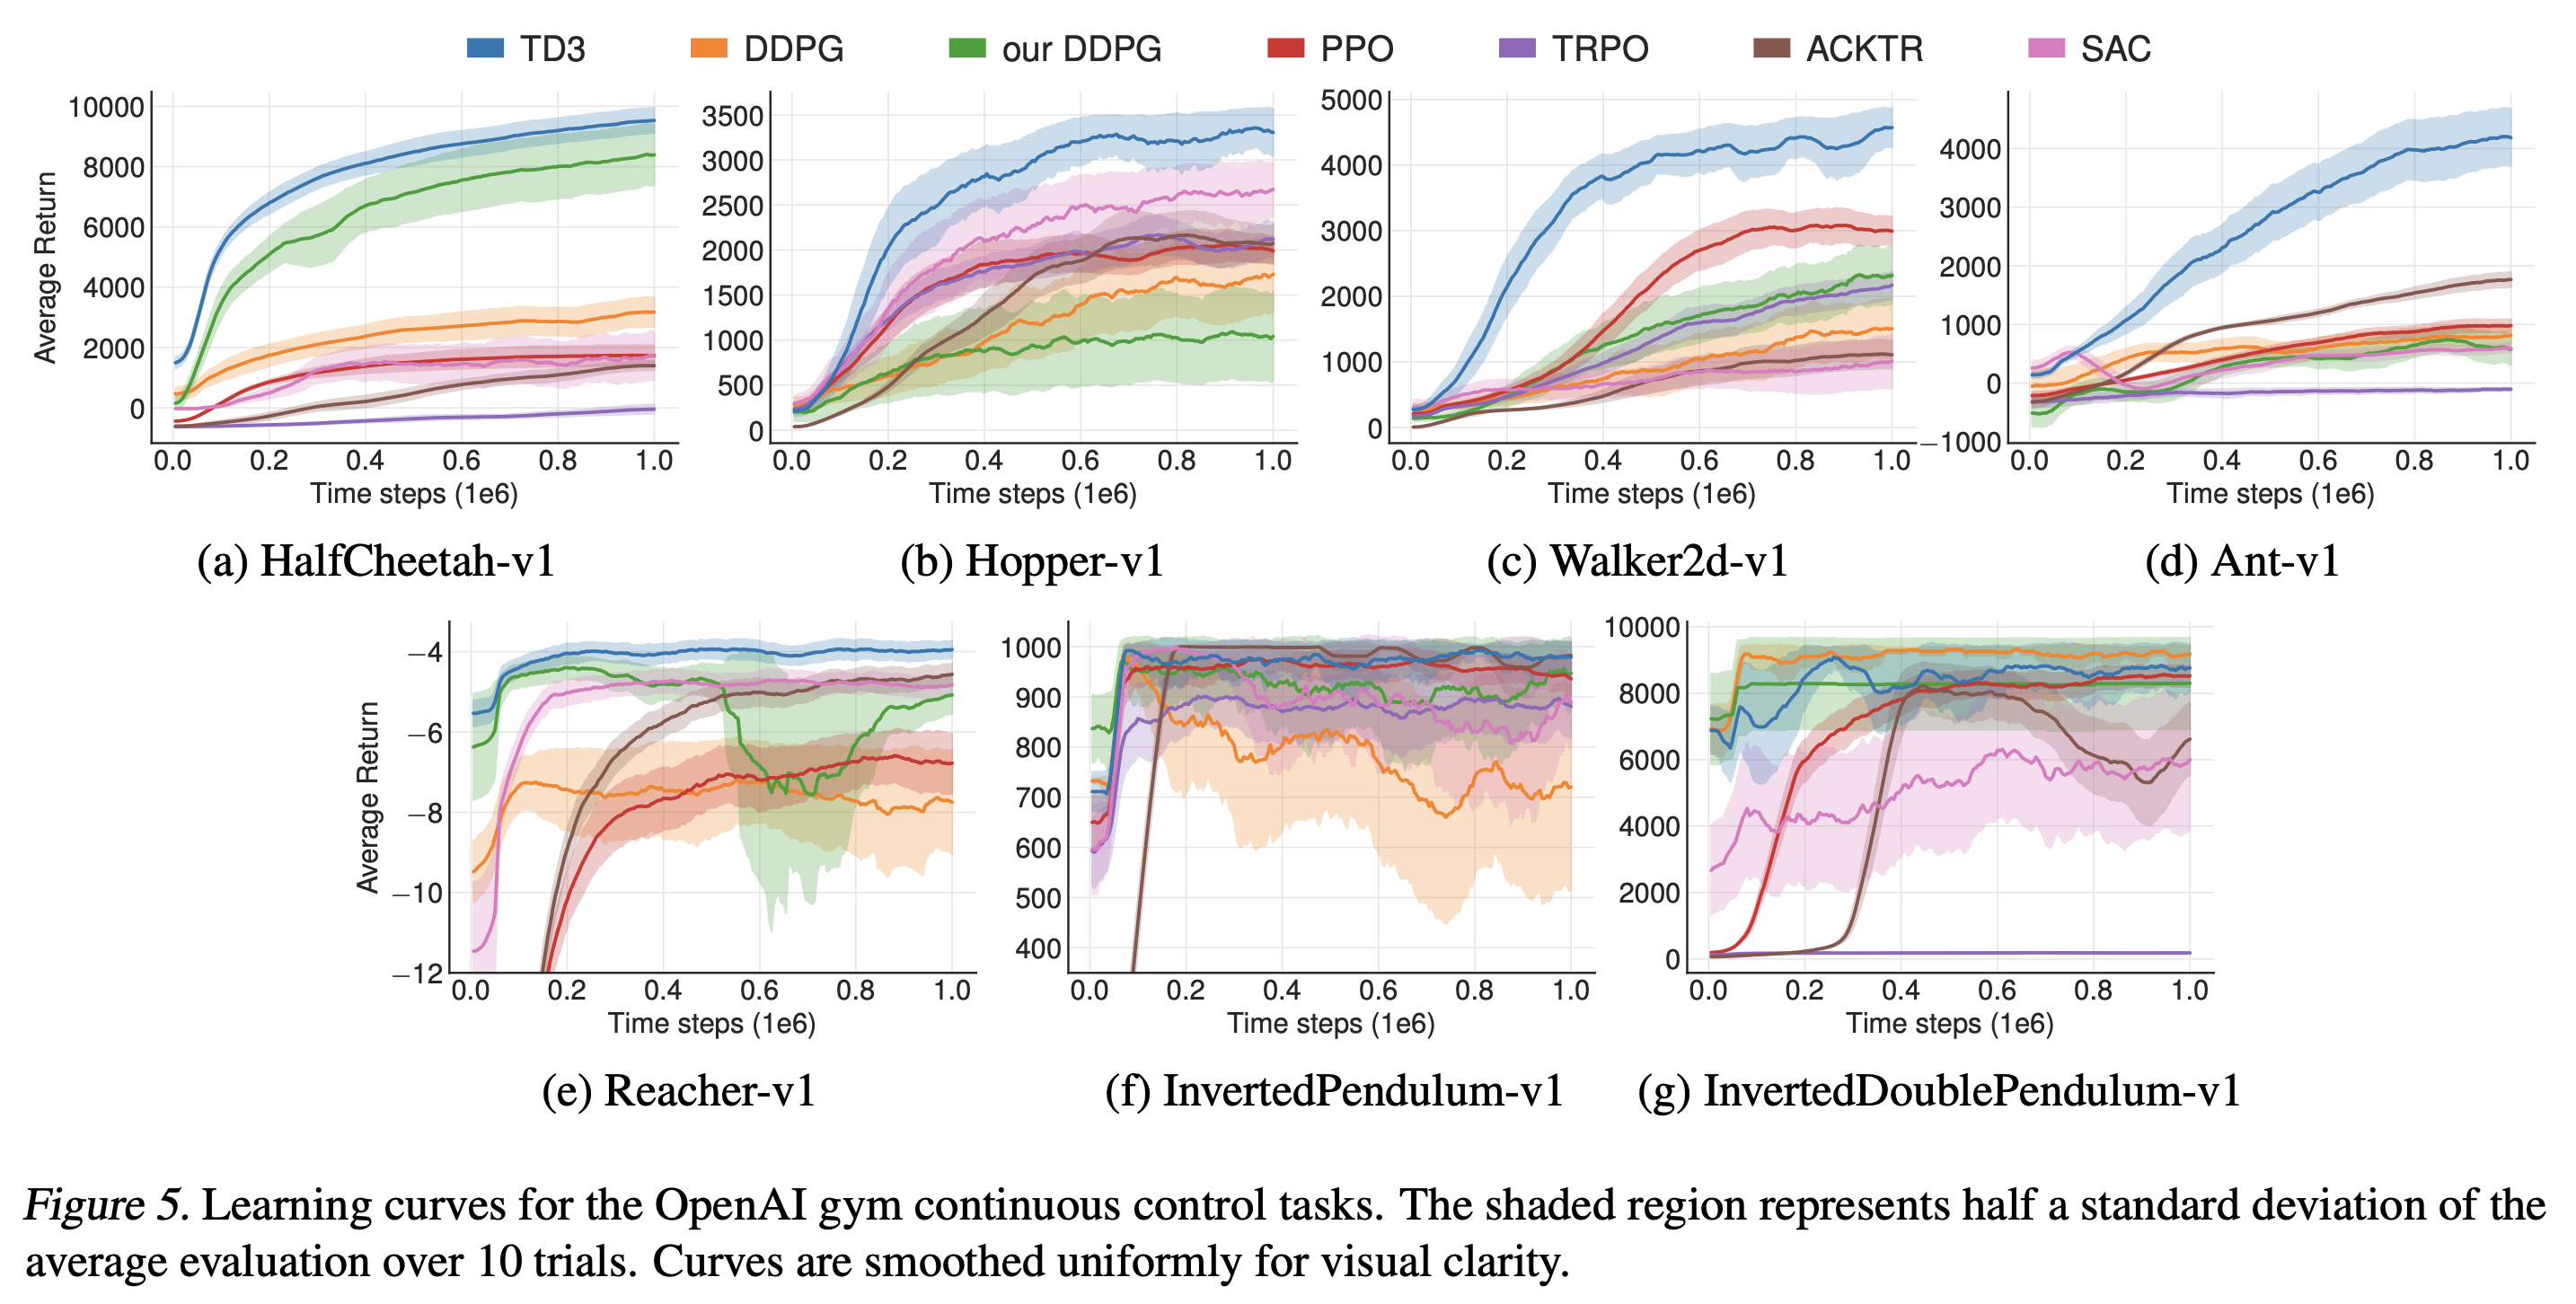 TD3 DDPG our DDPG PPO TRPO ACKTR SAC
Average Return
10000
8000
6000
4000
2000
0
0.0 0.2 0.4 0.6 0.8 1.0
Time steps (1e6)
(a) HalfCheetah-v1
3500
3000
2500
2000
1500
1000
500
0
0.0 0.2 0.4 0.6 0.8 1.0
Time steps (1e6)
(b) Hopper-v1
5000
4000
3000
2000
1000
0
0.0 0.2 0.4 0.6 0.8 1.0
Time steps (1e6)
(c) Walker2d-v1
4000
3000
2000
1000
0
−1000
0.0 0.2 0.4 0.6 0.8 1.0
Time steps (1e6)
(d) Ant-v1
Average Return
−4
−6
−8
−10
−12
0.0 0.2 0.4 0.6 0.8 1.0
Time steps (1e6)
(e) Reacher-v1
1000
900
800
700
600
500
400
0.0 0.2 0.4 0.6 0.8 1.0
Time steps (1e6)
(f) InvertedPendulum-v1
10000
8000
6000
4000
2000
0
0.0 0.2 0.4 0.6 0.8 1.0
Time steps (1e6)
(g) InvertedDoublePendulum-v1
Figure 5. Learning curves for the OpenAI gym continuous control tasks. The shaded region represents half a standard deviation of the
average evaluation over 10 trials. Curves are smoothed uniformly for visual clarity.